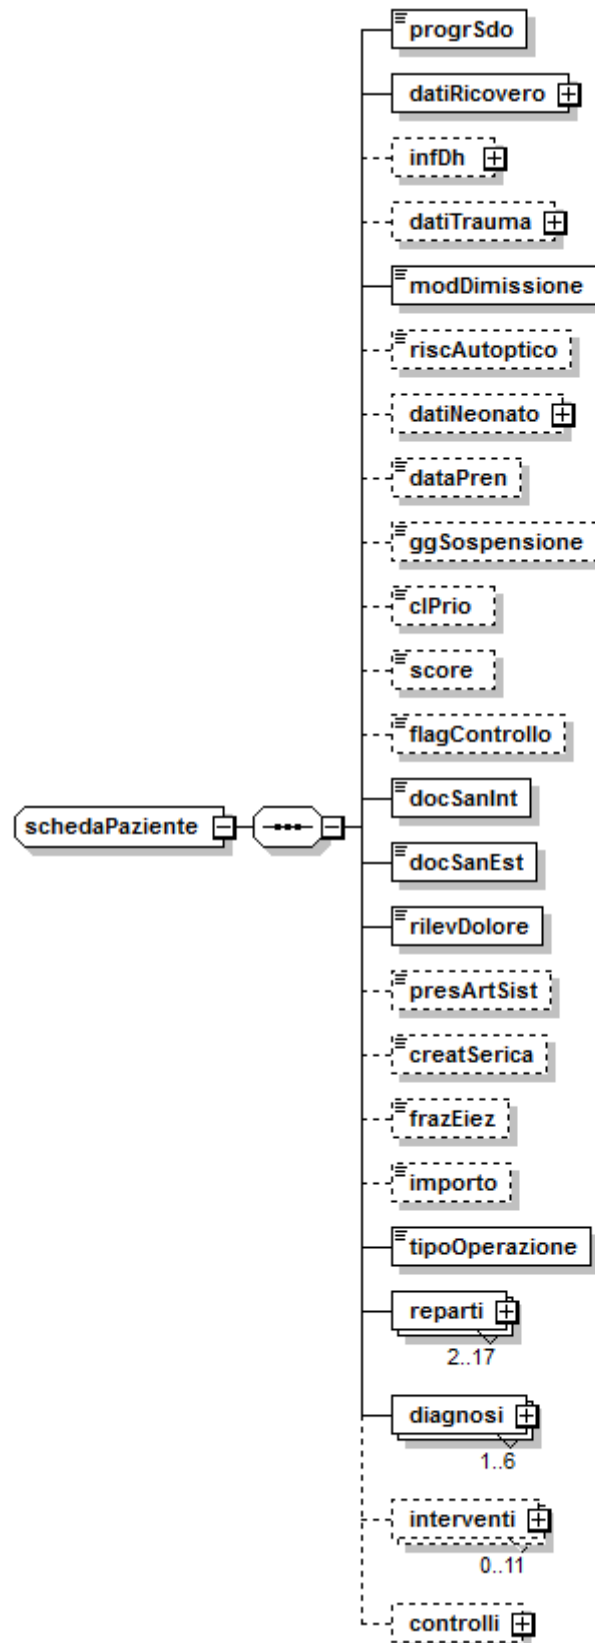 progrSdo
datiRicovero
infDh
datiTrauma
modDimissione
riscAutoptico
datiNeonato
dataPren
ggSospensione
clPrio
score
flagControllo
schedaPaziente
docSanInt
docSanEst
rilevDolore
presArtSist
creatSerica
frazEiez
importo
tipoOperazione
reparti
2..17
diagnosi
1..6
interventi
0..11
controlli